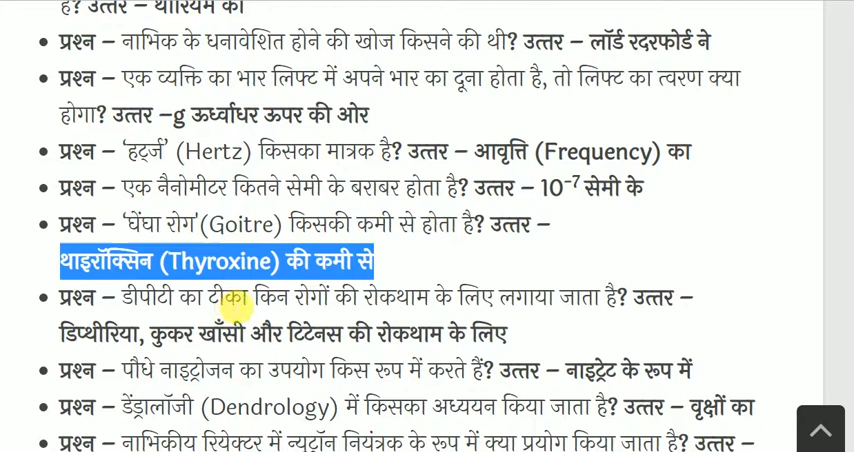 है? उत्तर – थोरियम का
प्रश्न – नाभिक के धनावेशित होने की खोज किसने की थी? उत्तर – लॉर्ड रदरफोर्ड ने
प्रश्न – एक व्यक्ति का भार लिफ्ट में अपने भार का दूना होता है, तो लिफ्ट का त्वरण क्या
होगा? उत्तर –g ऊर्ध्वाधर ऊपर की ओर
प्रश्न – ‘हर्ट्ज’ (Hertz) किसका मात्रक है? उत्तर – आवृत्ति (Frequency) का
प्रश्न – एक नैनोमीटर कितने सेमी के बराबर होता है? उत्तर – 10⁻⁷ सेमी के
प्रश्न – ‘घेंघा रोग'(Goitre) किसकी कमी से होता है? उत्तर –
थाइरॉक्सिन (Thyroxine) की कमी से
प्रश्न – डीपीटी का टीका किन रोगों की रोकथाम के लिए लगाया जाता है? उत्तर –
डिप्थीरिया, कुकर खाँसी और टिटेनस की रोकथाम के लिए
प्रश्न – पौधे नाइट्रोजन का उपयोग किस रूप में करते हैं? उत्तर – नाइट्रेट के रूप में
प्रश्न – डेंड्रालॉजी (Dendrology) में किसका अध्ययन किया जाता है? उत्तर – वृक्षों का
प्रश्न – नाभिकीय रियेक्टर में न्यूट्रॉन नियंत्रक के रूप में क्या प्रयोग किया जाता है? उत्तर –